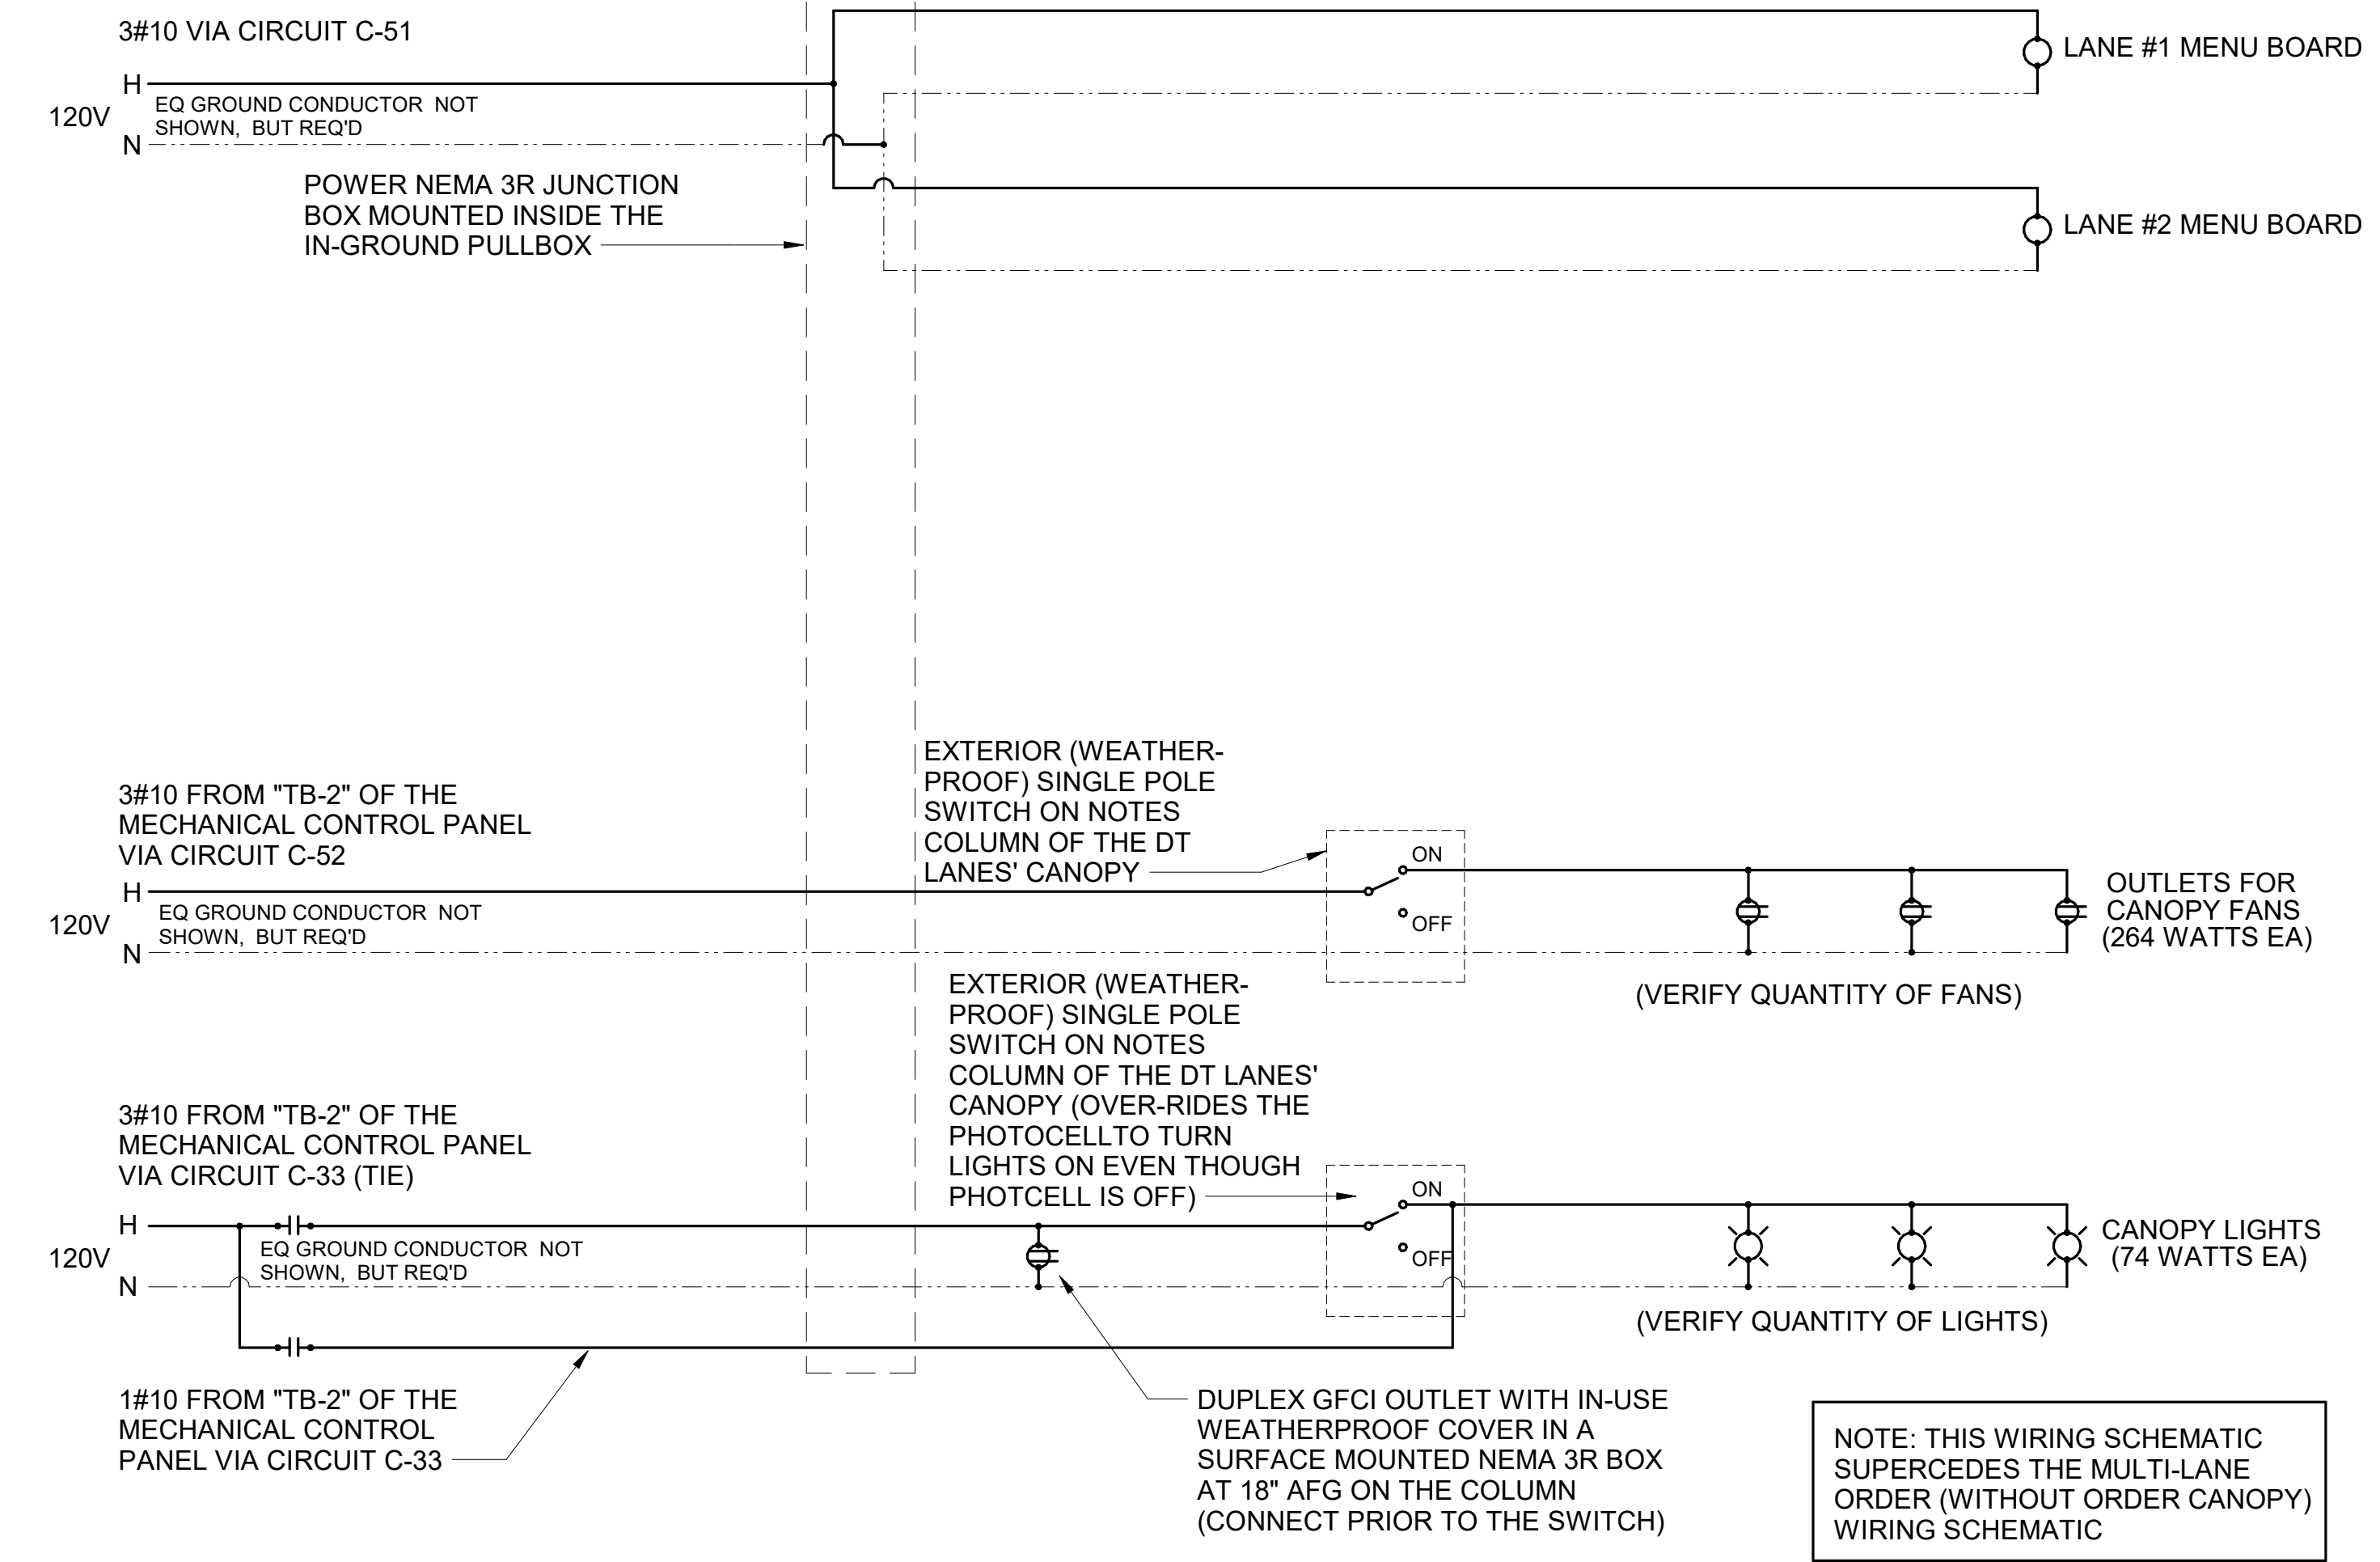 3#10 VIA CIRCUIT C-51
LANE #1 MENU BOARD
H
EQ GROUND CONDUCTOR NOT
120V
SHOWN, BUT REQ'D
N
POWER NEMA 3R JUNCTION
BOX MOUNTED INSIDE THE
IN-GROUND PULLBOX
LANE #2 MENU BOARD
EXTERIOR (WEATHER-
PROOF) SINGLE POLE
SWITCH ON NOTES
COLUMN OF THE DT
LANES' CANOPY
3#10 FROM "TB-2" OF THE
MECHANICAL CONTROL PANEL
VIA CIRCUIT C-52
ON
OFF
H
EQ GROUND CONDUCTOR NOT
120V
SHOWN, BUT REQ'D
N
OUTLETS FOR
CANOPY FANS
(264 WATTS EA)
(VERIFY QUANTITY OF FANS)
EXTERIOR (WEATHER-
PROOF) SINGLE POLE
SWITCH ON NOTES
COLUMN OF THE DT LANES'
CANOPY (OVER-RIDES THE
PHOTOCELLTO TURN
LIGHTS ON EVEN THOUGH
PHOTCELL IS OFF)
3#10 FROM "TB-2" OF THE
MECHANICAL CONTROL PANEL
VIA CIRCUIT C-33 (TIE)
ON
OFF
H
EQ GROUND CONDUCTOR NOT
120V
SHOWN, BUT REQ'D
N
CANOPY LIGHTS
(74 WATTS EA)
(VERIFY QUANTITY OF LIGHTS)
1#10 FROM "TB-2" OF THE
MECHANICAL CONTROL
PANEL VIA CIRCUIT C-33
DUPLEX GFCI OUTLET WITH IN-USE
WEATHERPROOF COVER IN A
SURFACE MOUNTED NEMA 3R BOX
AT 18" AFG ON THE COLUMN
(CONNECT PRIOR TO THE SWITCH)
NOTE: THIS WIRING SCHEMATIC
SUPERCEDES THE MULTI-LANE
ORDER (WITHOUT ORDER CANOPY)
WIRING SCHEMATIC